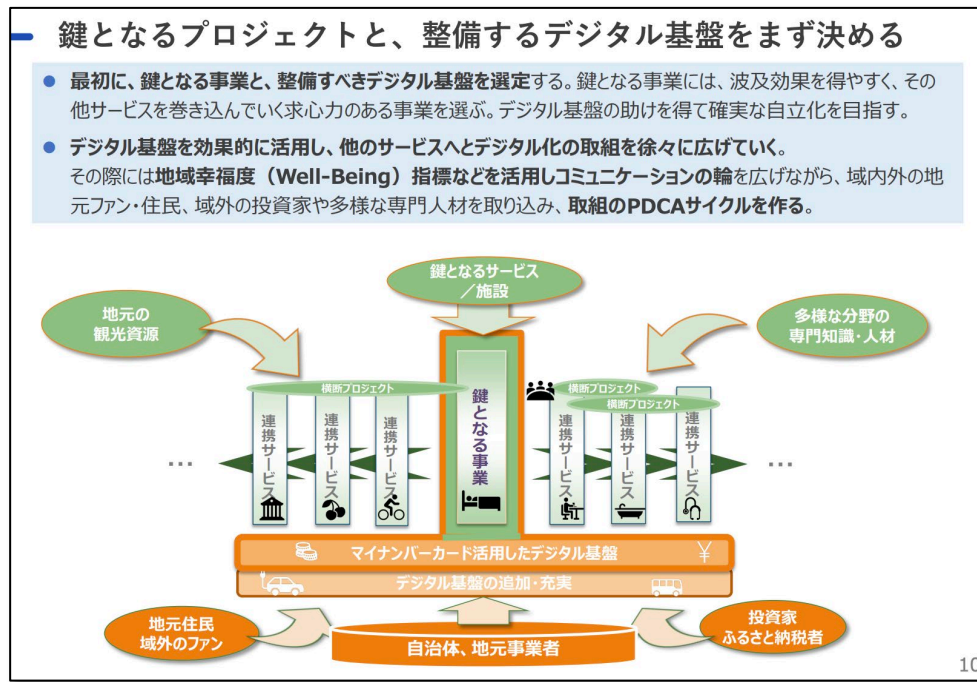 鍵となるプロジェクトと、整備するデジタル基盤をまず決める
● 最初に、鍵となる事業と、整備すべきデジタル基盤を選定する。鍵となる事業には、波及効果を得やすく、その
他サービスを巻き込んでいく求心力のある事業を選ぶ。デジタル基盤の助けを得て確実な自立化を目指す。
● デジタル基盤を効果的に活用し、他のサービスへとデジタル化の取組を徐々に広げていく。
その際には地域幸福度（Well-Being）指標などを活用しコミュニケーションの輪を広げながら、域内外の地
元ファン・住民、域外の投資家や多様な専門人材を取り込み、取組のPDCAサイクルを作る。
鍵となるサービス
／施設
地元の
観光資源
多様な分野の
専門知識・人材
横断プロジェクト
横断プロジェクト
横断プロジェクト
…
連携サービス
連携サービス
連携サービス
鍵となる事業
連携サービス
連携サービス
連携サービス
…
マイナンバーカード活用したデジタル基盤
¥
デジタル基盤の追加・充実
地元住民
域外のファン
自治体、地元事業者
投資家
ふるさと納税者
10